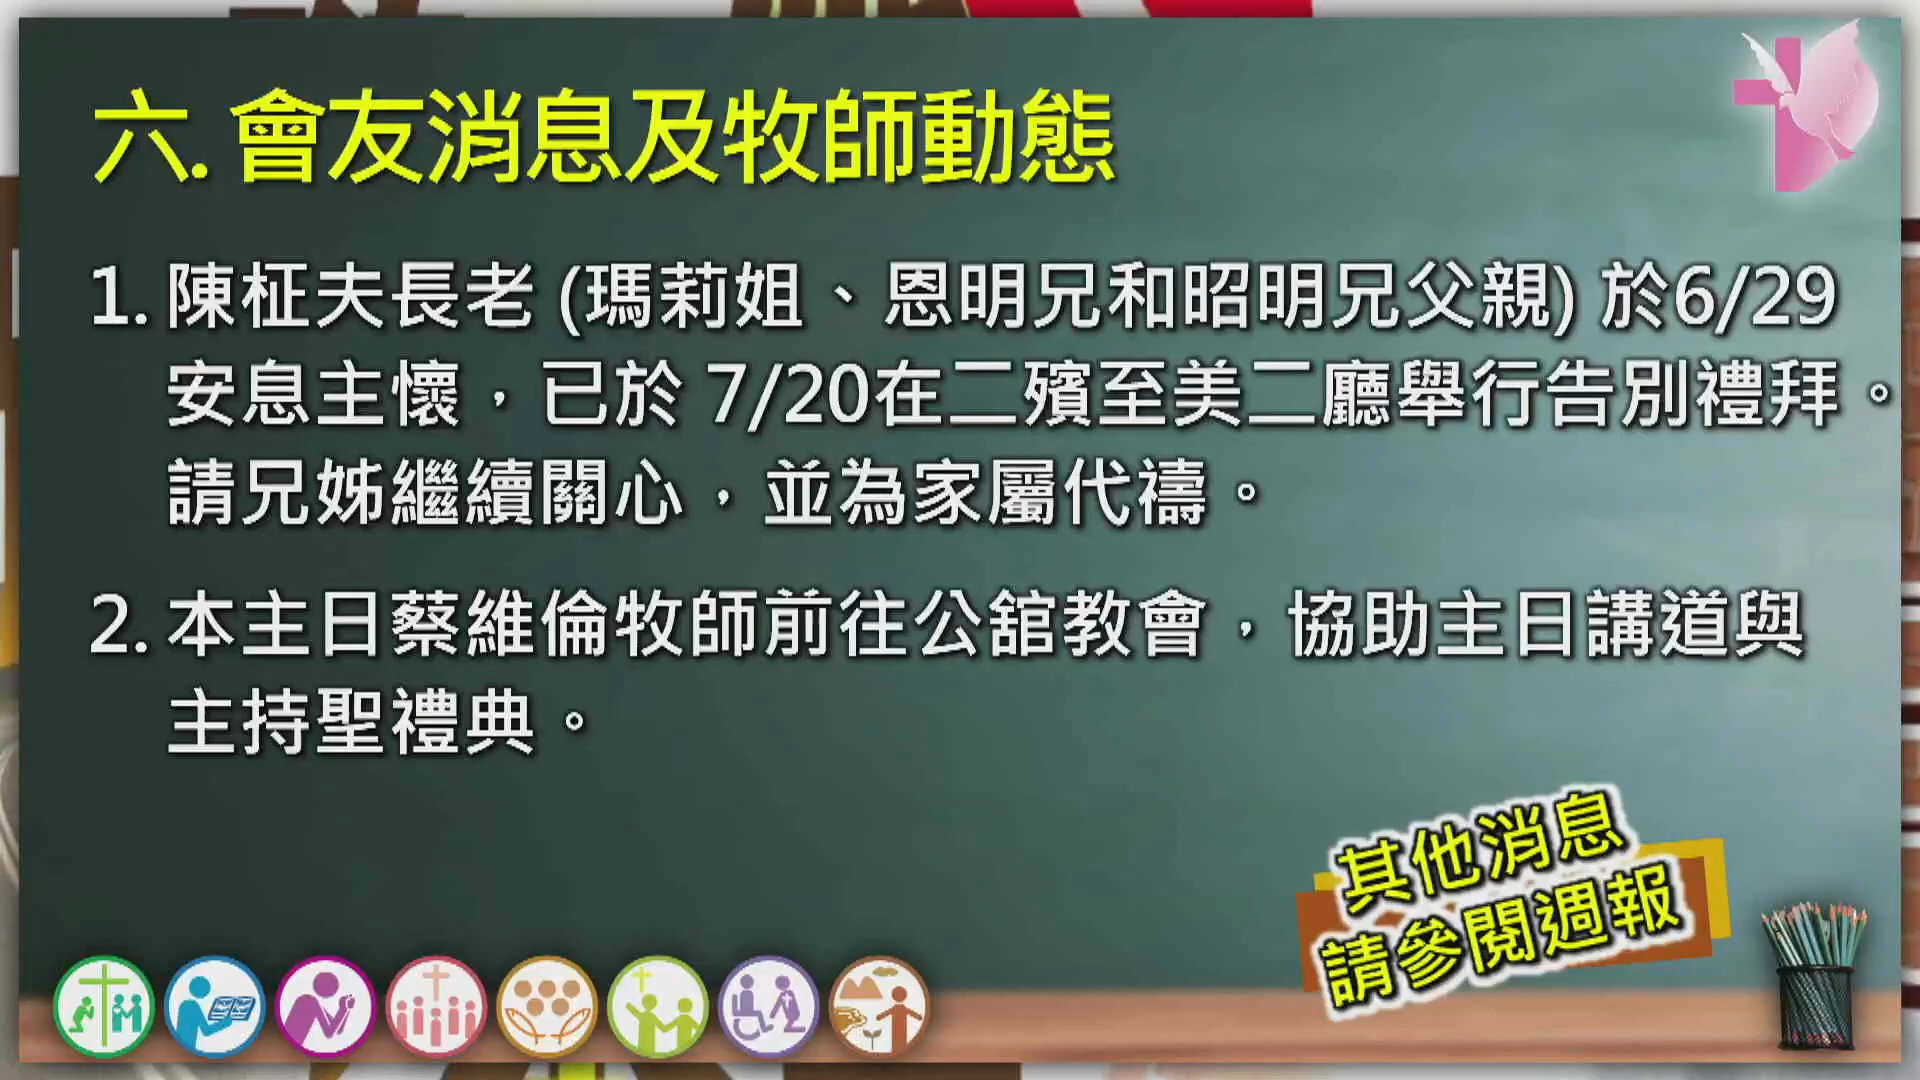 六. 會友消息及牧師動態
1. 陳柾夫長老 (瑪莉姐、恩明兄和昭明兄父親) 於6/29
安息主懷，已於 7/20在二殯至美二廳舉行告別禮拜。
請兄姊繼續關心，並為家屬代禱。
2. 本主日蔡維倫牧師前往公舘教會，協助主日講道與
主持聖禮典。
其他消息
請參閱週報